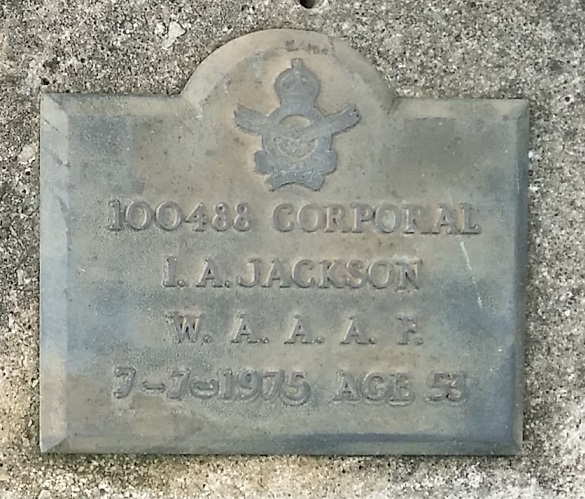 100488 CORPORAL
I. A. JACKSON
W. A. A. A. F.
7-7-1975 AGE 53